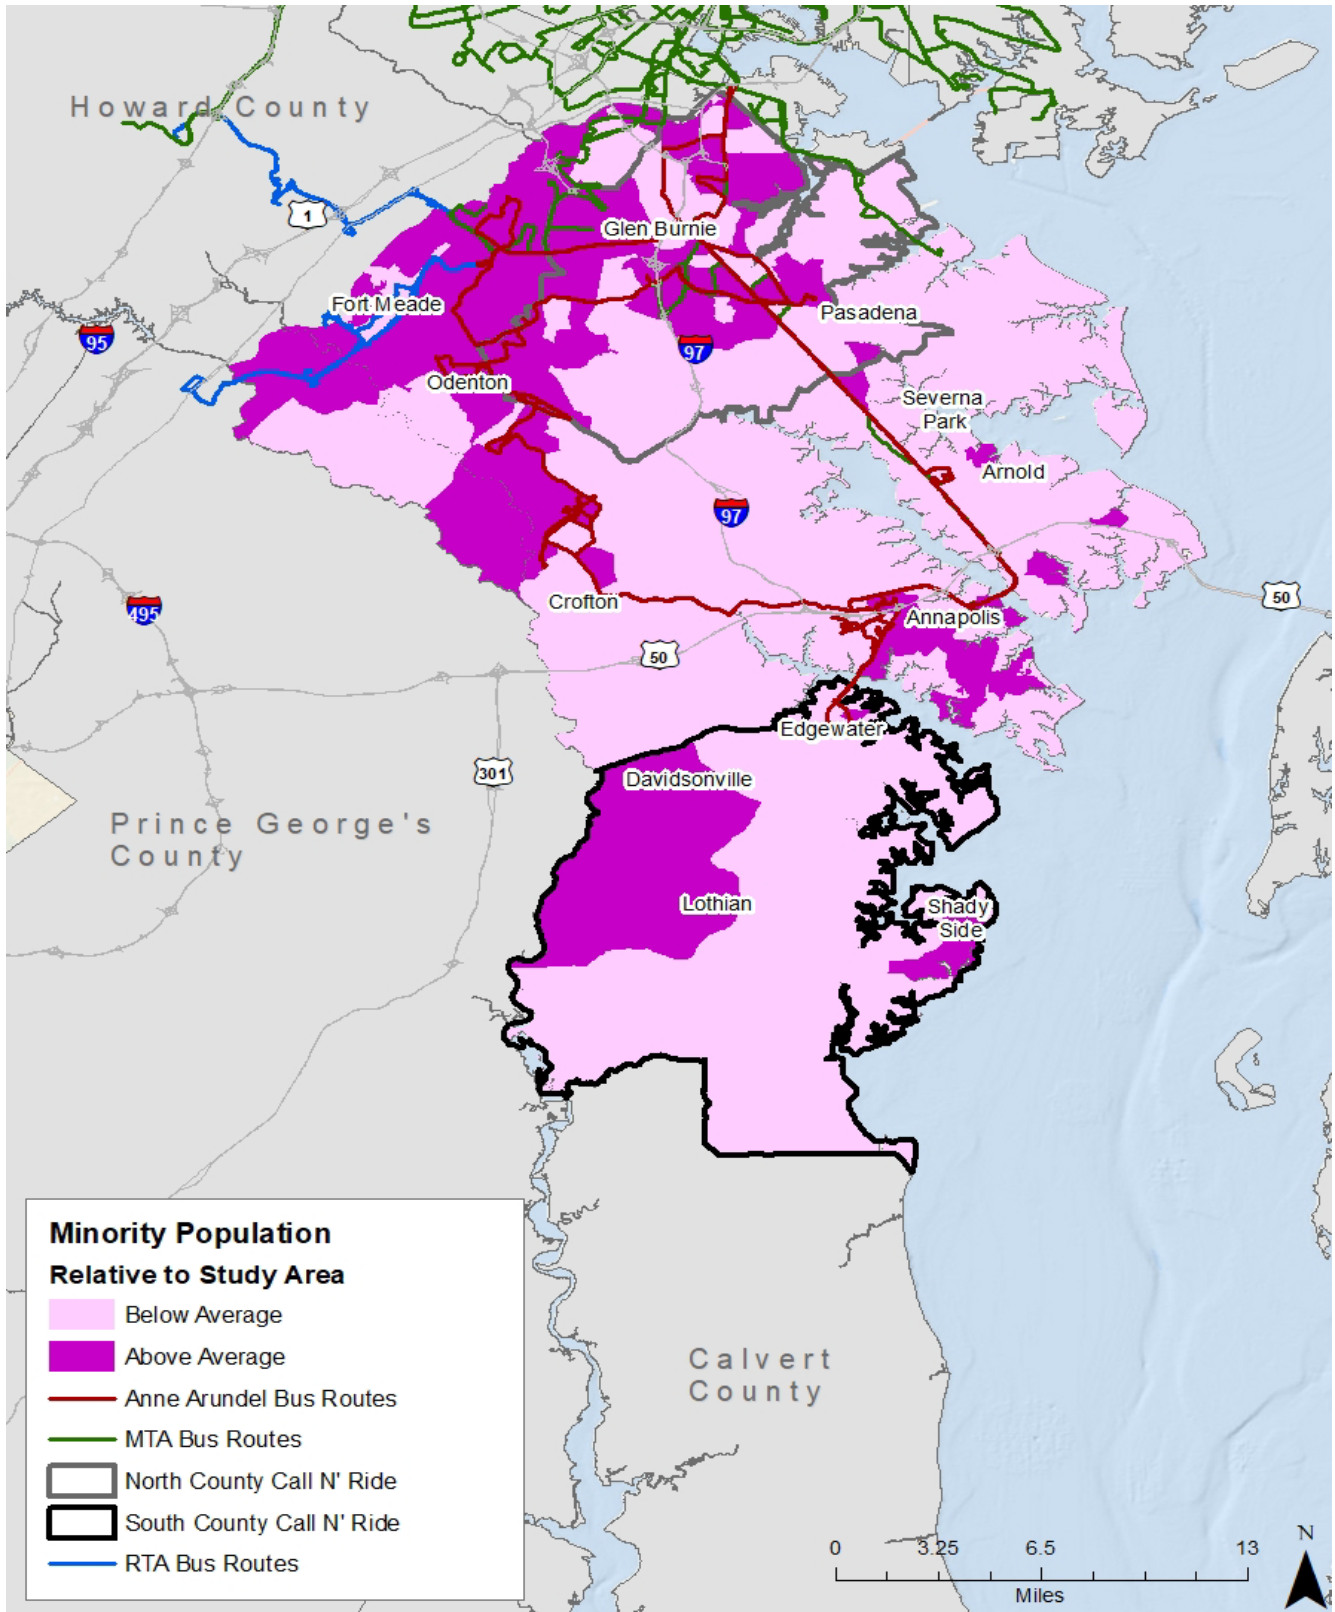 Howard County
1
Glen Burnie
Fort Meade
Pasadena
95
97
Odenton
Severna
Park
Arnold
97
495
Crofton
50
Annapolis
50
Edgewater
301
Davidsonville
Prince George's
County
Lothian
Shady
Side
Minority Population
Relative to Study Area
Below Average
Above Average
Anne Arundel Bus Routes
MTA Bus Routes
North County Call N' Ride
South County Call N' Ride
RTA Bus Routes
Calvert
County
N
0 3.25 6.5 13
Miles